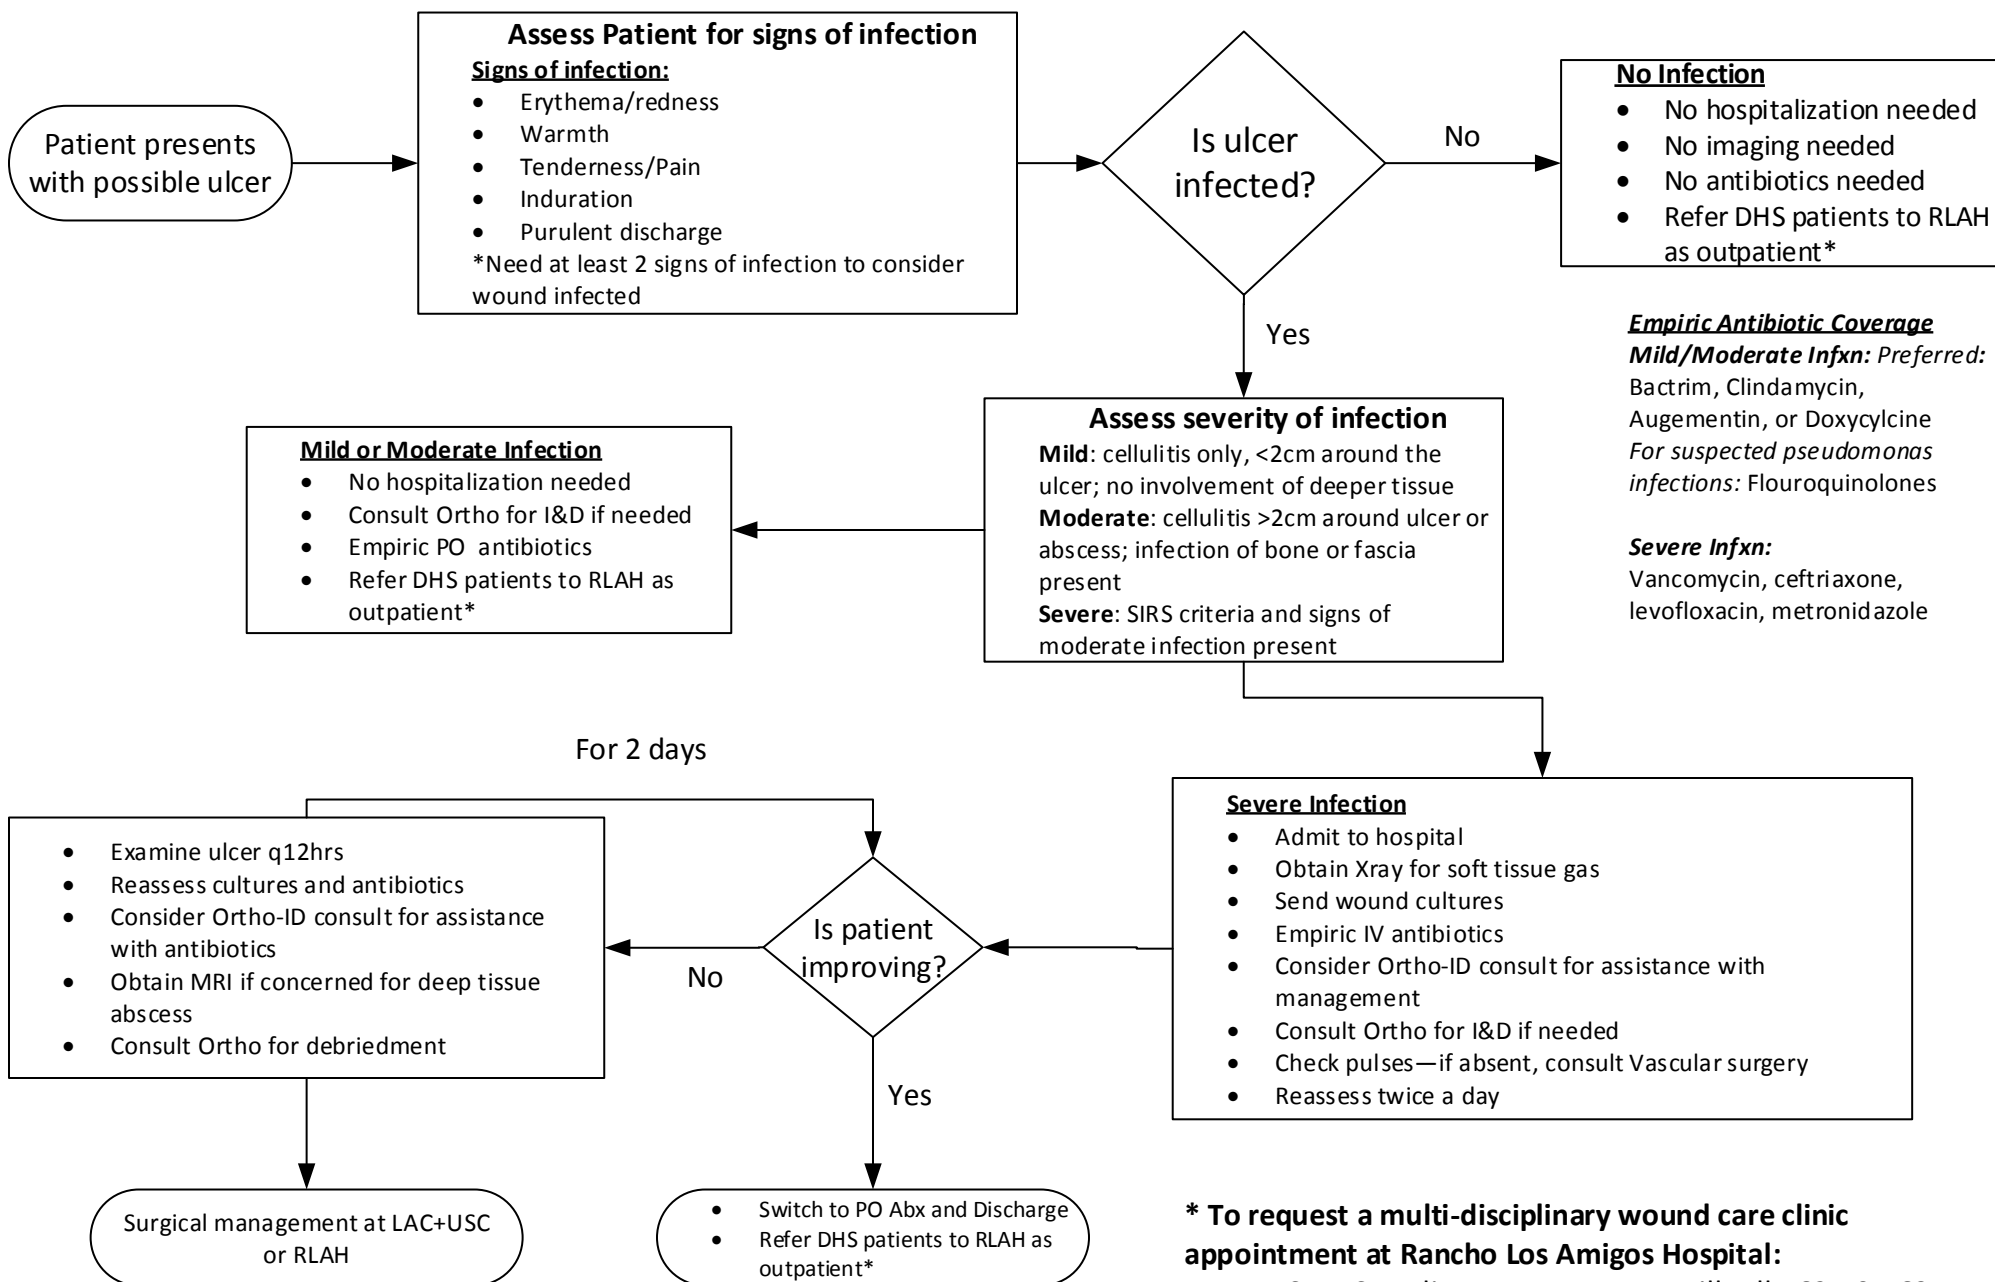 Patient presents
with possible ulcer
Assess Patient for signs of infection
Signs of infection:
• Erythema/redness
• Warmth
• Tenderness/Pain
• Induration
• Purulent discharge
*Need at least 2 signs of infection to consider
wound infected
Is ulcer
infected?
No
No Infection
• No hospitalization needed
• No imaging needed
• No antibiotics needed
• Refer DHS patients to RLAH
as outpatient*
Yes
Empiric Antibiotic Coverage
Mild/Moderate Infxn: Preferred:
Bactrim, Clindamycin,
Augementin, or Doxycylcine
For suspected pseudomonas
infections: Flouroquinolones
Severe Infxn:
Vancomycin, ceftriaxone,
levofloxacin, metronidazole
Assess severity of infection
Mild: cellulitis only, <2cm around the
ulcer; no involvement of deeper tissue
Moderate: cellulitis >2cm around ulcer or
abscess; infection of bone or fascia
present
Severe: SIRS criteria and signs of
moderate infection present
Mild or Moderate Infection
• No hospitalization needed
• Consult Ortho for I&D if needed
• Empiric PO antibiotics
• Refer DHS patients to RLAH as
outpatient*
Severe Infection
• Admit to hospital
• Obtain Xray for soft tissue gas
• Send wound cultures
• Empiric IV antibiotics
• Consider Ortho-ID consult for assistance with
management
• Consult Ortho for I&D if needed
• Check pulses—if absent, consult Vascular surgery
• Reassess twice a day
Is patient
improving?
For 2 days
No
• Examine ulcer q12hrs
• Reassess cultures and antibiotics
• Consider Ortho-ID consult for assistance
with antibiotics
• Obtain MRI if concerned for deep tissue
abscess
• Consult Ortho for debriedment
Yes
Surgical management at LAC+USC
or RLAH
• Switch to PO Abx and Discharge
• Refer DHS patients to RLAH as
outpatient*
* To request a multi-disciplinary wound care clinic
appointment at Rancho Los Amigos Hospital: